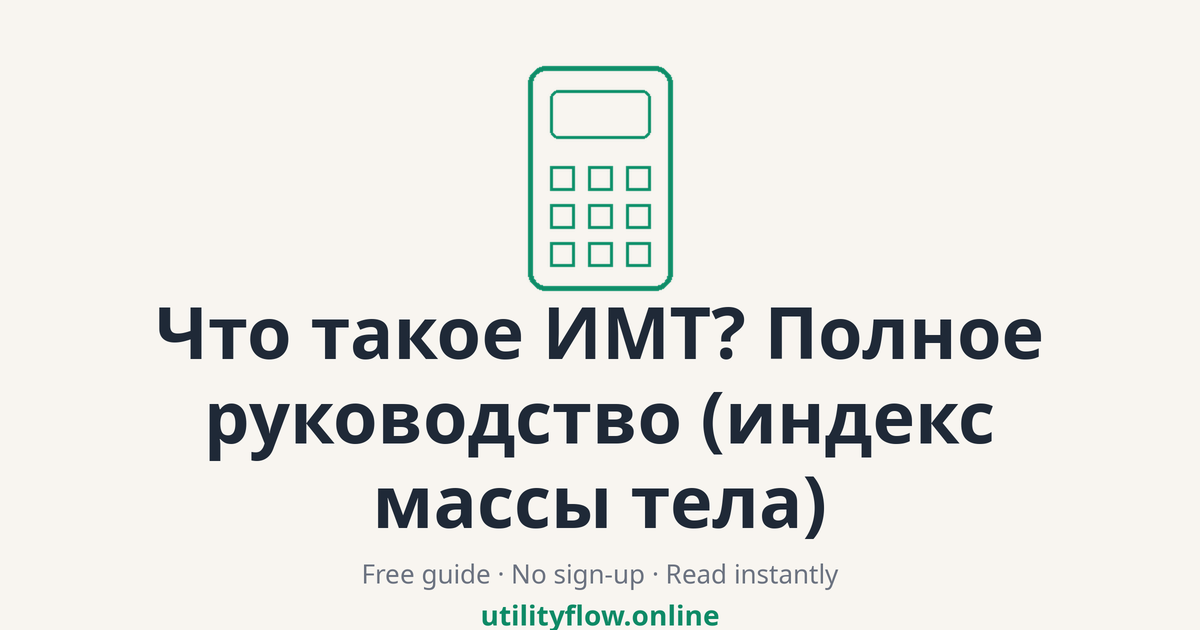 Что такое ИМТ? Полное
руководство (индекс
массы тела)
Free guide · No sign-up · Read instantly
utilityflow.online